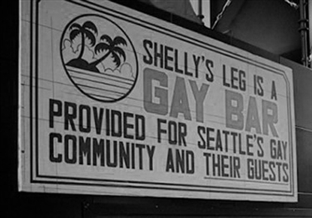 SHELLY'S LEG IS A
GAY BAR
PROVIDED FOR SEATTLE'S GAY
COMMUNITY AND THEIR GUESTS